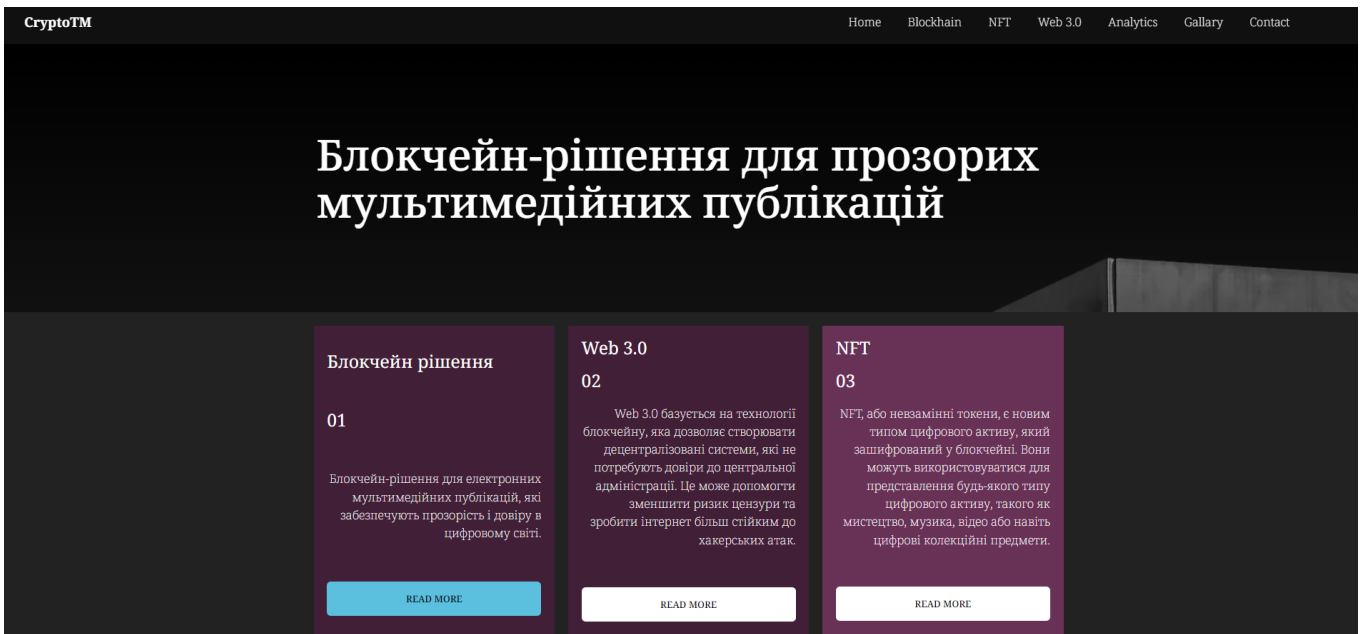 CryptoTM
Home Blockhain NFT Web 3.0 Analytics Gallary Contact
Блокчейн-рішення для прозорих
мультимедійних публікацій
Блокчейн рішення
01
Блокчейн-рішення для електронних
мультимедійних публікацій, які
забезпечують прозорість і довіру в
цифровому світі.
READ MORE
Web 3.0
02
Web 3.0 базується на технології
блокчейну, яка дозволяє створювати
децентралізовані системи, які не
потребують довіри до центральної
адміністрації. Це може допомогти
зменшити ризик цензури та
зробити інтернет більш стійким до
хакерських атак.
READ MORE
NFT
03
NFT, або невзамінні токени, є новим
типом цифрового активу, який
зашифрований у блокчейні. Вони
можуть використовуватися для
представлення будь-якого типу
цифрового активу, такого як
мистецтво, музика, відео або навіть
цифрові колекційні предмети.
READ MORE